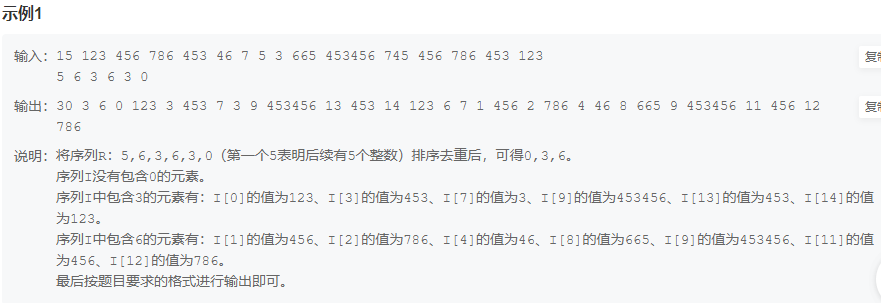 示例1
输入：15 123 456 786 453 46 7 5 3 665 453456 745 456 786 453 123
5 6 3 6 3 0
输出：30 3 6 0 123 3 453 7 3 9 453456 13 453 14 123 6 7 1 456 2 786 4 46 8 665 9 453456 11 456 12
786
说明：将序列R：5,6,3,6,3,0（第一个5表明后续有5个整数）排序去重后，可得0,3,6。
序列I没有包含0的元素。
序列I中包含3的元素有：I[0]的值为123、I[3]的值为453、I[7]的值为3、I[9]的值为453456、I[13]的值为453、I[14]的值
为123。
序列I中包含6的元素有：I[1]的值为456、I[2]的值为786、I[4]的值为46、I[8]的值为665、I[9]的值为453456、I[11]的值
为456、I[12]的值为786。
最后按题目要求的格式进行输出即可。